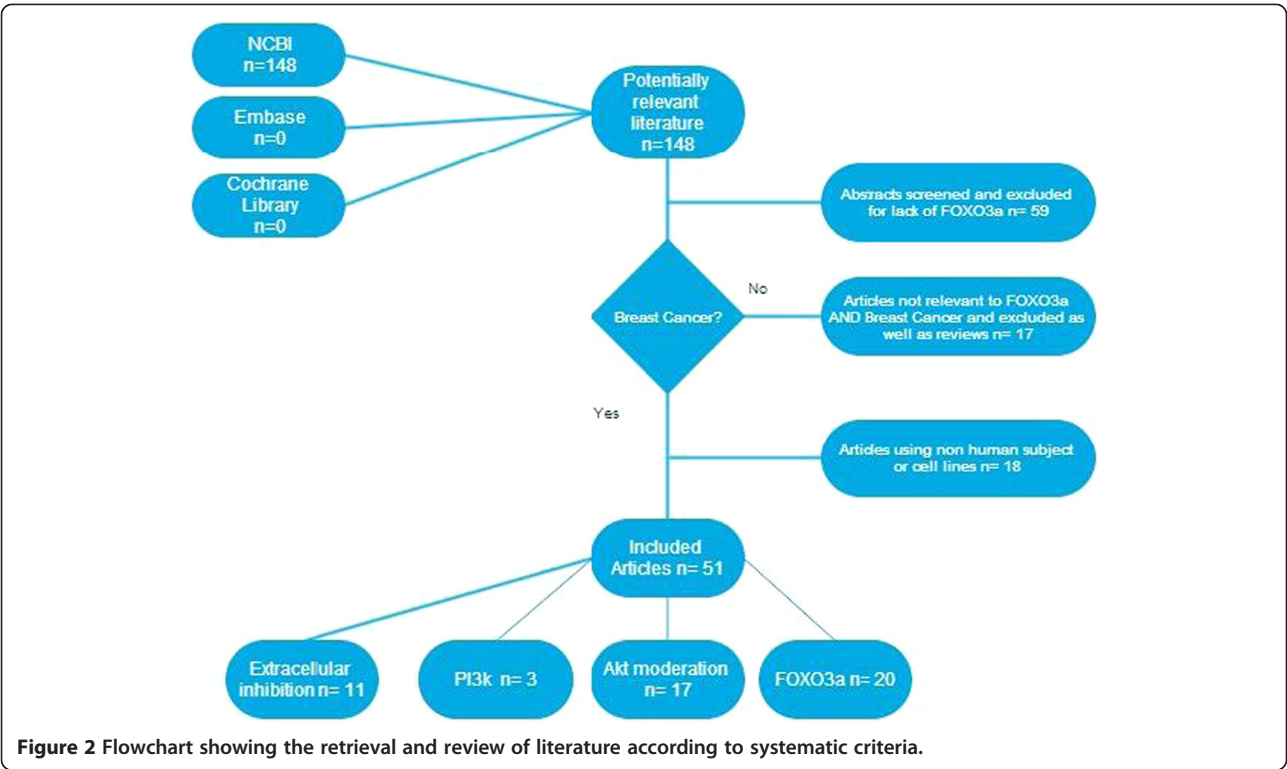 NCBI
n=148
Embase
n=0
Cochrane
Library
n=0
Potentially
relevant
literature
n=148
Abstracts screened and excluded
for lack of FOXO3a n= 59
Breast Cancer?
No
Articles not relevant to FOXO3a
AND Breast Cancer and excluded as
well as reviews n= 17
Yes
Articles using non human subject
or cell lines n= 18
Included
Articles n= 51
Extracellular
inhibition n= 11
PI3k n= 3
Akt moderation
n= 17
FOXO3a n= 20
Figure 2 Flowchart showing the retrieval and review of literature according to systematic criteria.